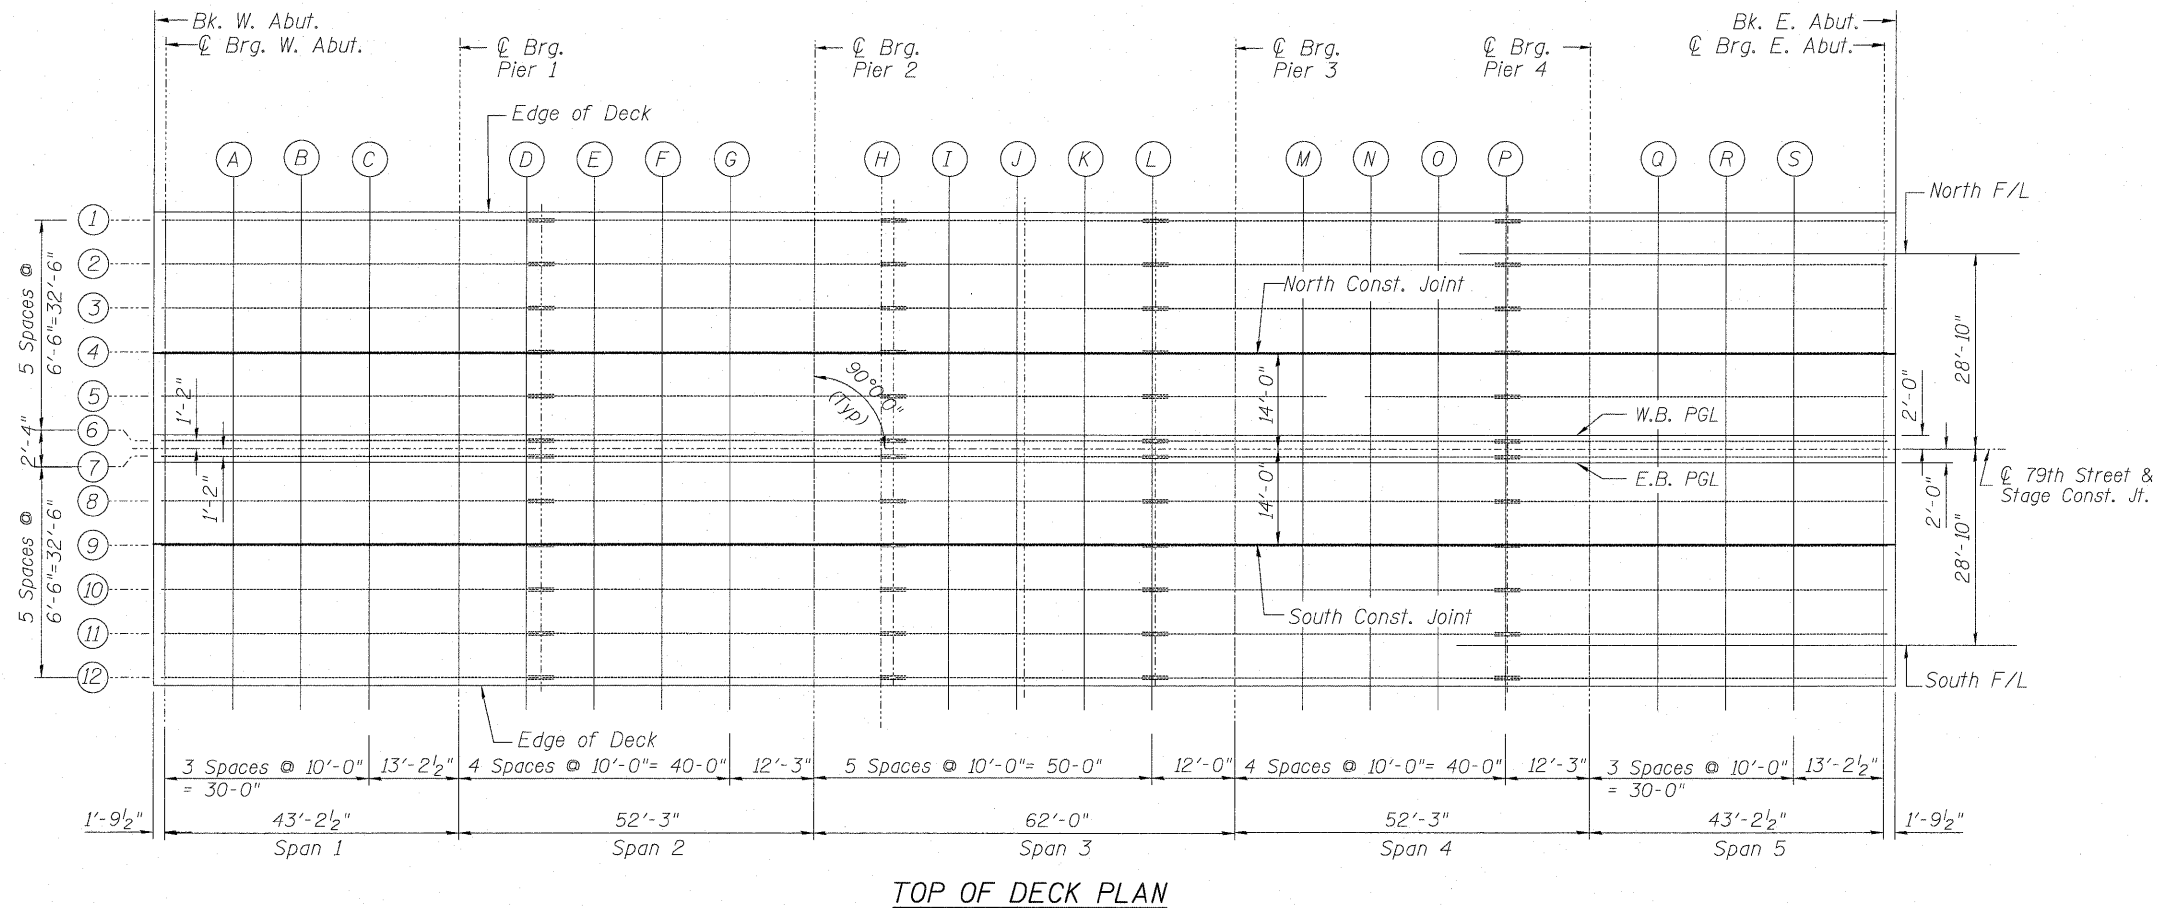 Bk. W. Abut.
℄ Brg. W. Abut.
℄ Brg.
Pier 1
℄ Brg.
Pier 2
℄ Brg.
Pier 3
℄ Brg.
Pier 4
Bk. E. Abut.
℄ Brg. E. Abut.
Edge of Deck
A B C D E F G H I J K L M N O P Q R S
North F/L
1
2
3
4
5
6
7
8
9
10
11
12
5 Spaces @
6'-6"=32'-6"
2'-4"
5 Spaces @
6'-6"=32'-6"
1'-2"
1'-2"
90°0'0"
(Typ)
North Const. Joint
14'-0"
14'-0"
W.B. PGL
E.B. PGL
2'-0"
2'-0"
28'-10"
28'-10"
℄ 79th Street &
Stage Const. Jt.
South Const. Joint
South F/L
Edge of Deck
3 Spaces @ 10'-0"
= 30-0"
13'-2½"
4 Spaces @ 10'-0"= 40-0"
12'-3"
5 Spaces @ 10'-0"= 50-0"
12'-0"
4 Spaces @ 10'-0"= 40-0"
12'-3"
3 Spaces @ 10'-0"
= 30-0"
13'-2½"
1'-9½"
43'-2½"
52'-3"
62'-0"
52'-3"
43'-2½"
1'-9½"
Span 1
Span 2
Span 3
Span 4
Span 5
TOP OF DECK PLAN